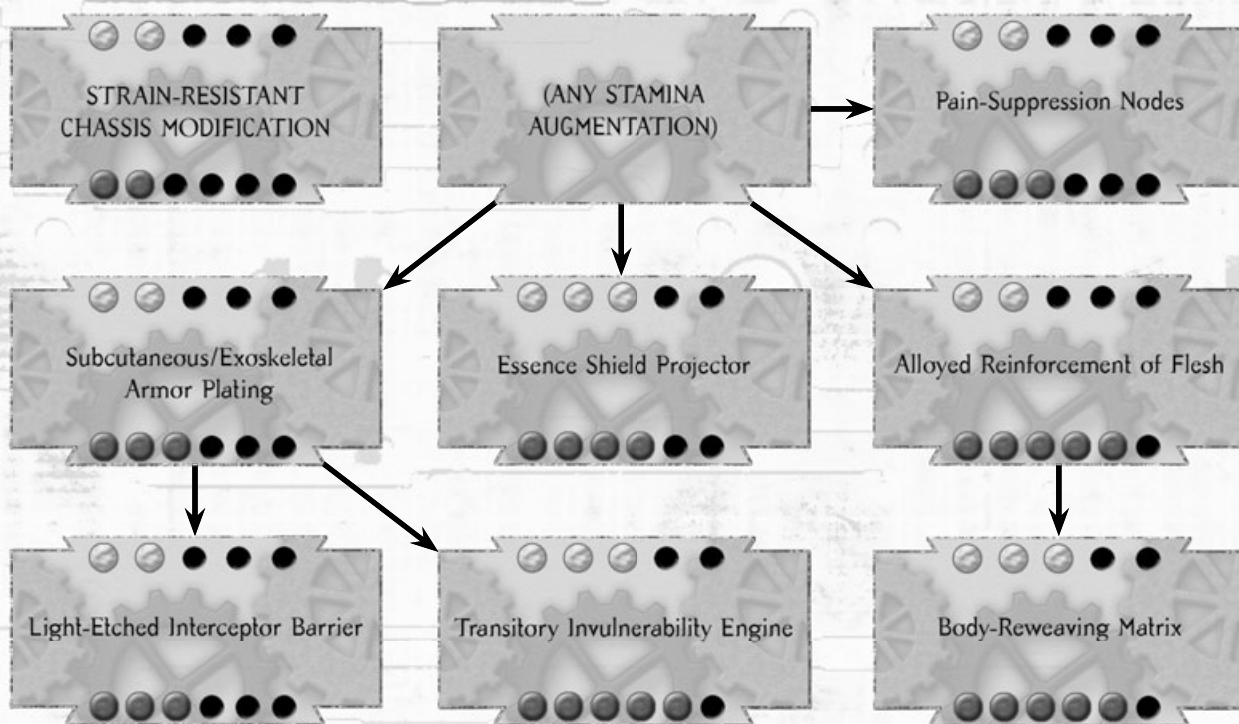 STRAIN-RESISTANT
CHASSIS MODIFICATION
(ANY STAMINA
AUGMENTATION)
Pain-Suppression Nodes
Subcutaneous/Exoskeletal
Armor Plating
Essence Shield Projector
Alloyed Reinforcement of Flesh
Light-Etched Interceptor Barrier
Transitory Invulnerability Engine
Body-Reweaving Matrix